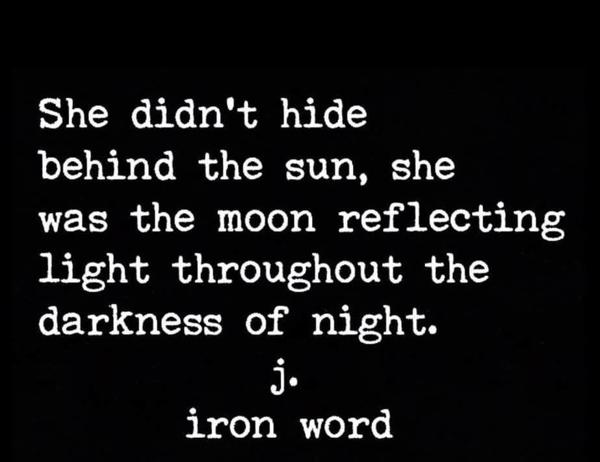 She didn't hide
behind the sun, she
was the moon reflecting
light throughout the
darkness of night.
j.
iron word